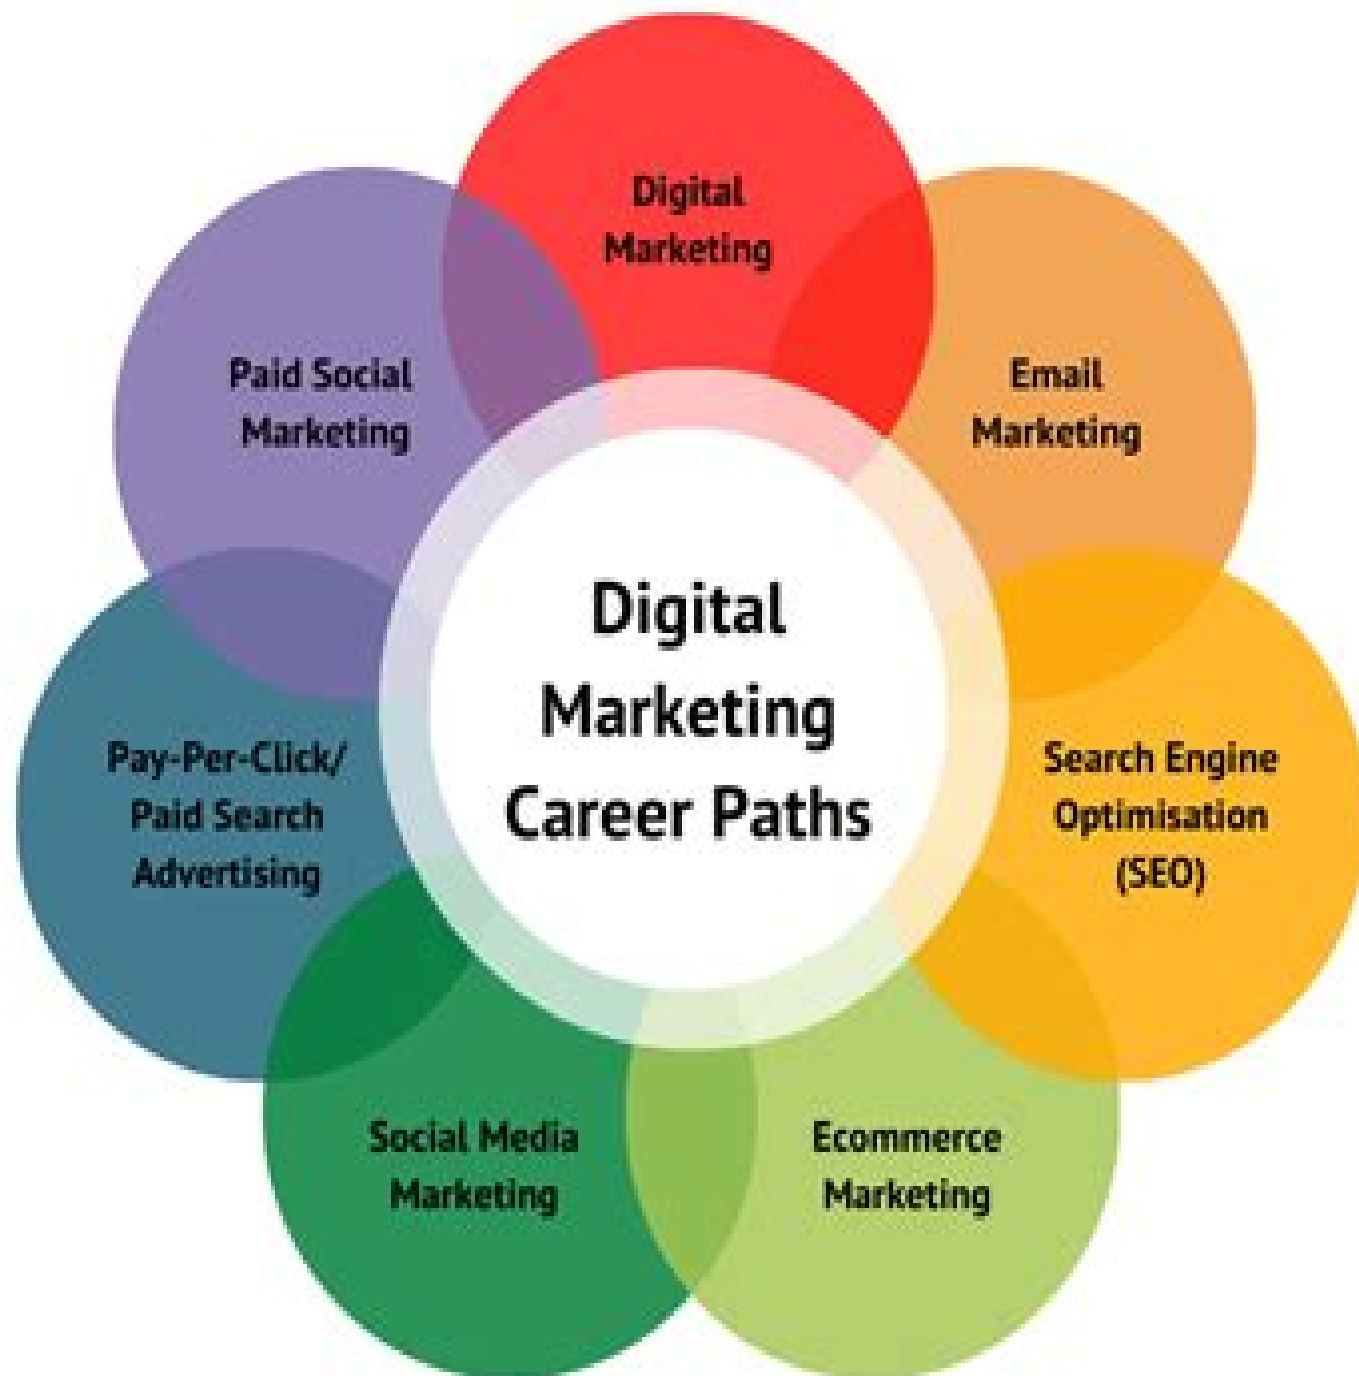 Digital
Marketing
Email
Marketing
Search Engine
Optimisation
(SEO)
Ecommerce
Marketing
Social Media
Marketing
Pay-Per-Click/
Paid Search
Advertising
Paid Social
Marketing
Digital
Marketing
Career Paths